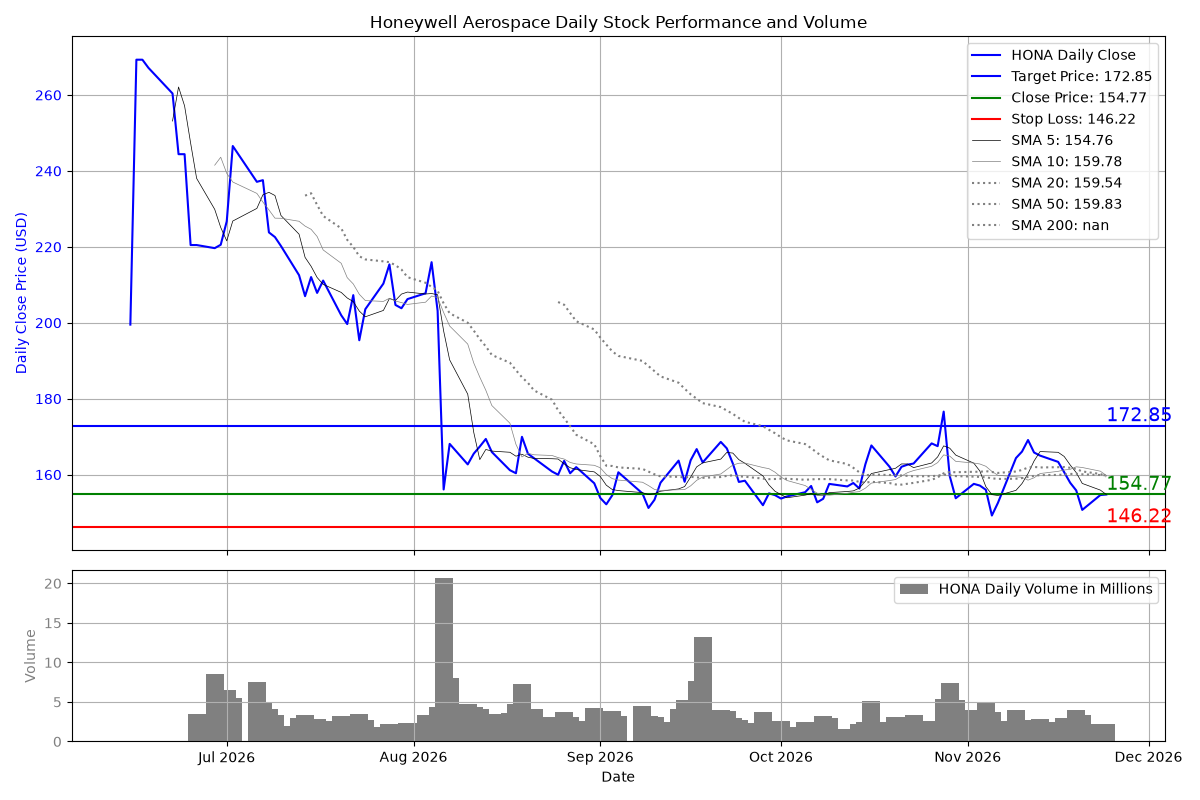 Honeywell Aerospace Daily Stock Performance and Volume
Daily Close Price (USD)
260
240
220
200
180
160
HONA Daily Close
Target Price: 172.85
Close Price: 154.77
Stop Loss: 146.22
SMA 5: 154.76
SMA 10: 159.78
SMA 20: 159.54
SMA 50: 159.83
SMA 200: nan
172.85
154.77
146.22
Volume
20
15
10
5
0
HONA Daily Volume in Millions
Jul 2026
Aug 2026
Sep 2026
Oct 2026
Nov 2026
Dec 2026
Date